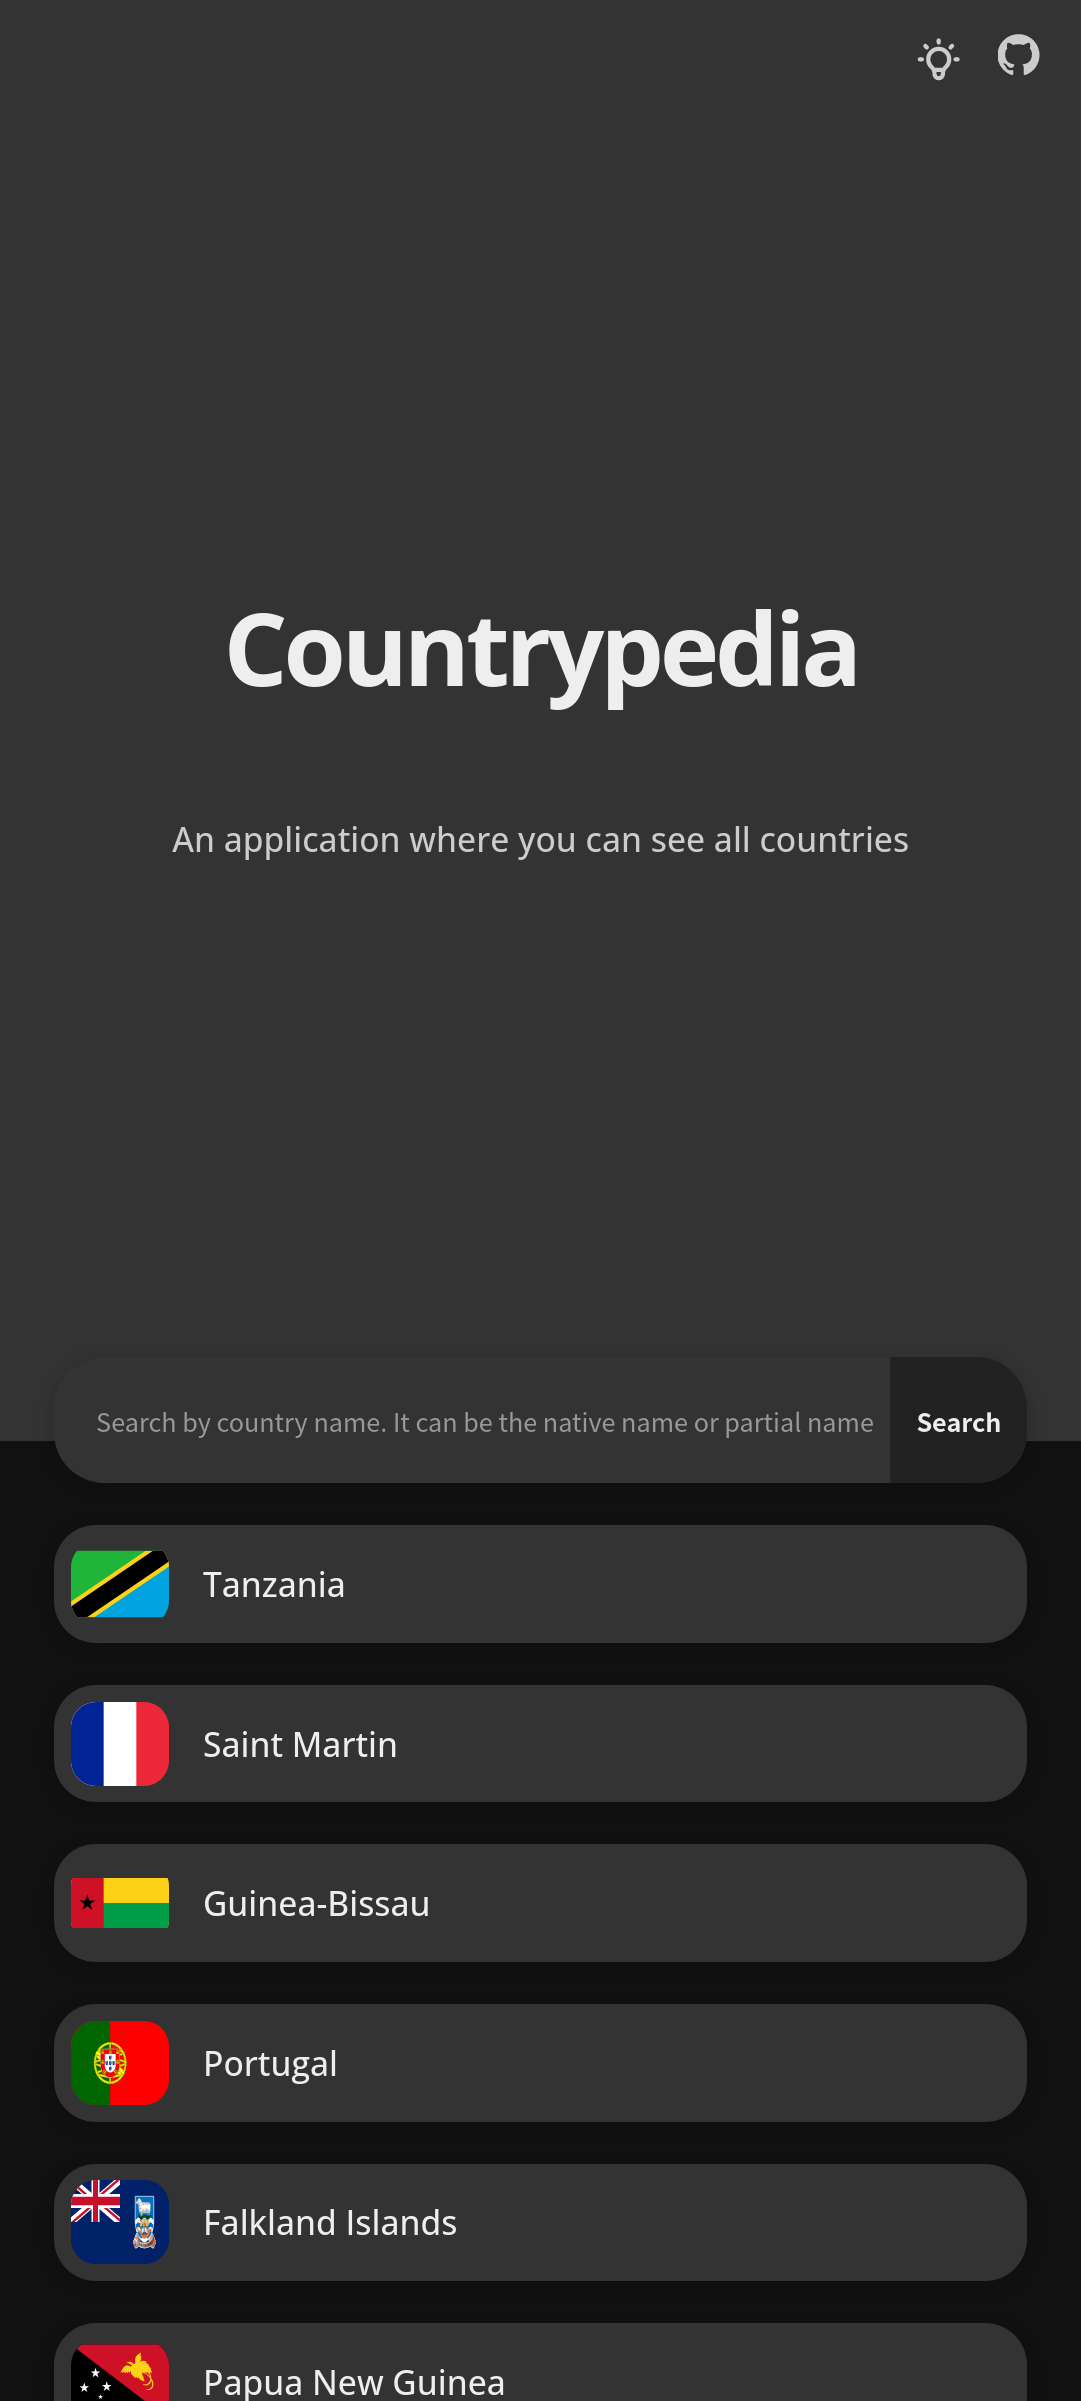 Countrypedia
An application where you can see all countries
Search by country name. It can be the native name or partial name
Search
Tanzania
Saint Martin
Guinea-Bissau
Portugal
Falkland Islands
Papua New Guinea